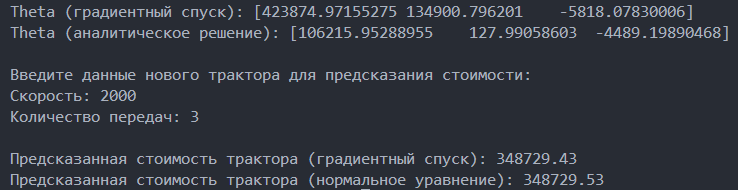 Theta (градиентный спуск): [423874.97155275 134900.796201    -5818.07830006]
Theta (аналитическое решение): [106215.95288955    127.99058603  -4489.19890468]
Введите данные нового трактора для предсказания стоимости:
Скорость: 2000
Количество передач: 3
Предсказанная стоимость трактора (градиентный спуск): 348729.43
Предсказанная стоимость трактора (нормальное уравнение): 348729.53